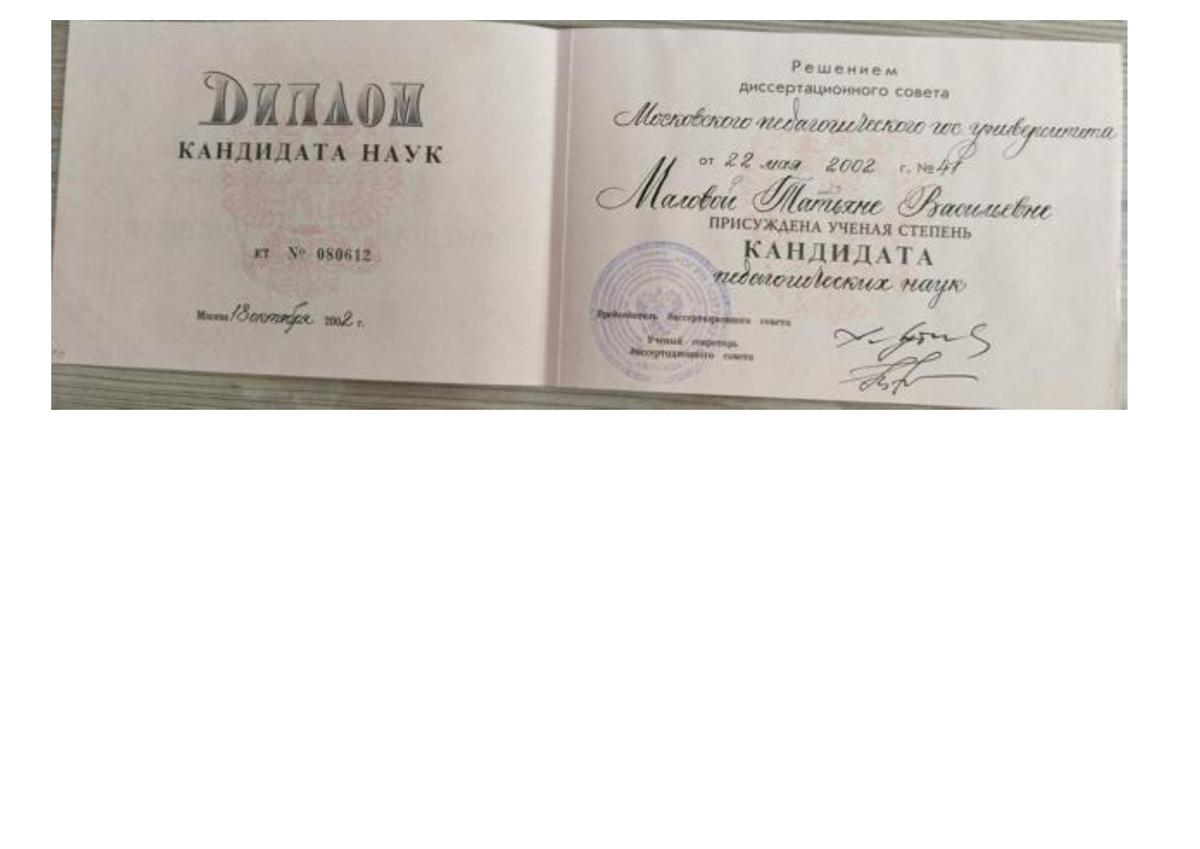 ДИПЛОМ
КАНДИДАТА НАУК
КТ № 080612
Москва 18 октября 2002 г.
Решением
диссертационного совета
Московского педагогического гос. университета
от 22 мая 2002 г. № 41
Маловой Татьяне Васильевне
ПРИСУЖДЕНА УЧЕНАЯ СТЕПЕНЬ
КАНДИДАТА
педагогических наук
Председатель диссертационного совета
Ученый секретарь
диссертационного совета